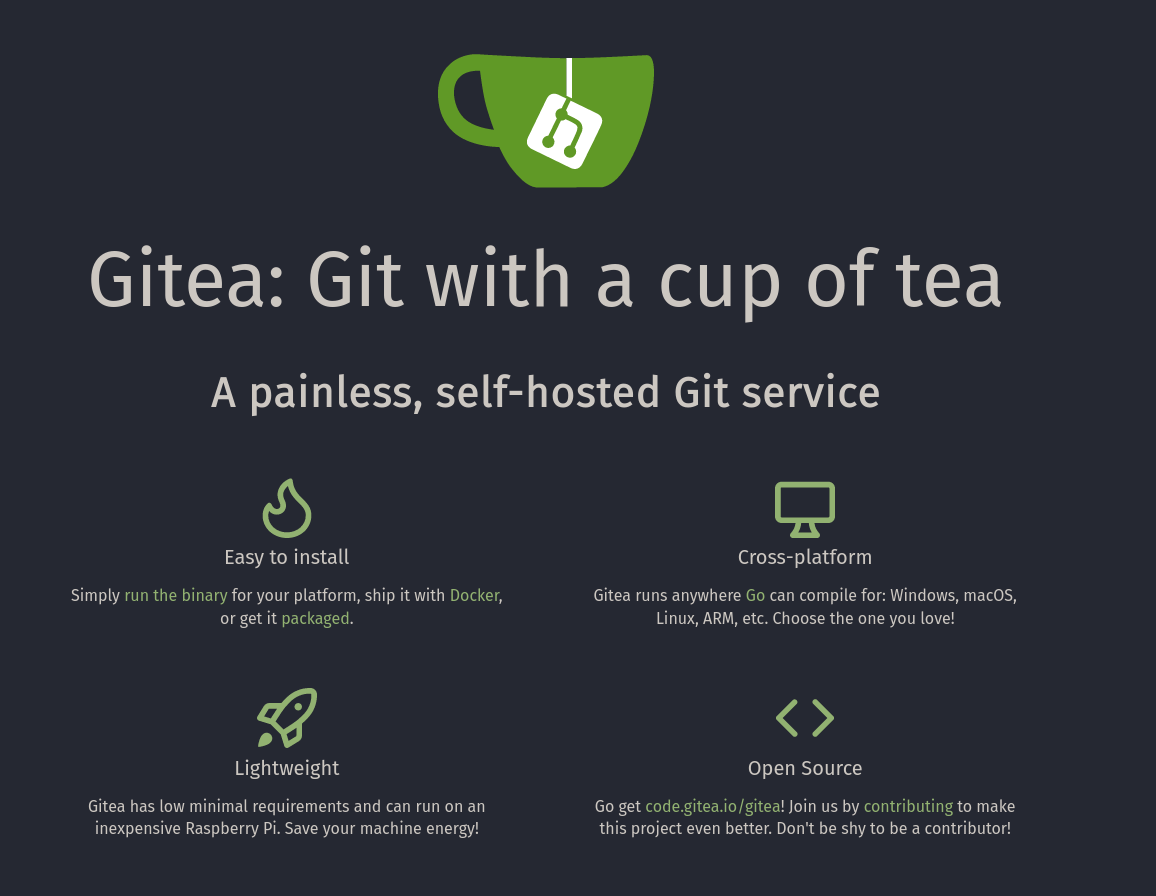 Gitea: Git with a cup of tea
A painless, self-hosted Git service
Easy to install
Simply run the binary for your platform, ship it with Docker,
or get it packaged.
Cross-platform
Gitea runs anywhere Go can compile for: Windows, macOS,
Linux, ARM, etc. Choose the one you love!
Lightweight
Gitea has low minimal requirements and can run on an
inexpensive Raspberry Pi. Save your machine energy!
Open Source
Go get code.gitea.io/gitea! Join us by contributing to make
this project even better. Don't be shy to be a contributor!